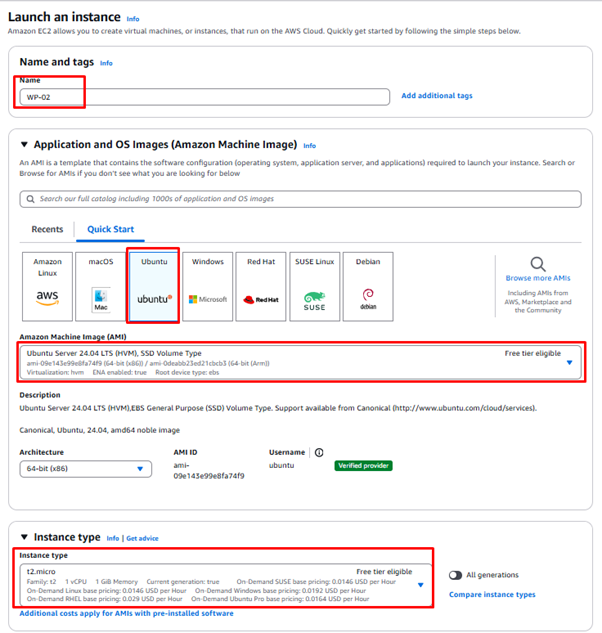 Launch an instance Info
Amazon EC2 allows you to create virtual machines, or instances, that run on the AWS Cloud. Quickly get started by following the simple steps below.
Name and tags Info
Name
WP-02
Add additional tags
Application and OS Images (Amazon Machine Image) Info
An AMI is a template that contains the software configuration (operating system, application server, and applications) required to launch your instance. Search or
Browse for AMIs if you don't see what you are looking for below
Search our full catalog including 1000s of application and OS images
Recents Quick Start
Amazon Linux
aws
macOS
Mac
Ubuntu
ubuntu
Windows
Microsoft
Red Hat
Red Hat
SUSE Linux
SUSE
Debian
debian
Browse more AMIs
Including AMIs from
AWS, Marketplace and
the Community
Amazon Machine Image (AMI)
Ubuntu Server 24.04 LTS (HVM), SSD Volume Type Free tier eligible
ami-09e143e99e8fa74f9 (64-bit (x86)) / ami-0deabb23ed21cbcb3 (64-bit (Arm))
Virtualization: hvm ENA enabled: true Root device type: ebs
Description
Ubuntu Server 24.04 LTS (HVM),EBS General Purpose (SSD) Volume Type. Support available from Canonical (http://www.ubuntu.com/cloud/services).
Canonical, Ubuntu, 24.04, amd64 noble image
Architecture AMI ID Username
64-bit (x86) ami-09e143e99e8fa74f9 ubuntu Verified provider
Instance type Info | Get advice
Instance type
t2.micro Free tier eligible
Family: t2 1 vCPU 1 GiB Memory Current generation: true On-Demand SUSE base pricing: 0.0146 USD per Hour
On-Demand Linux base pricing: 0.0146 USD per Hour On-Demand Windows base pricing: 0.0192 USD per Hour
On-Demand RHEL base pricing: 0.029 USD per Hour On-Demand Ubuntu Pro base pricing: 0.0164 USD per Hour
All generations
Compare instance types
Additional costs apply for AMIs with pre-installed software